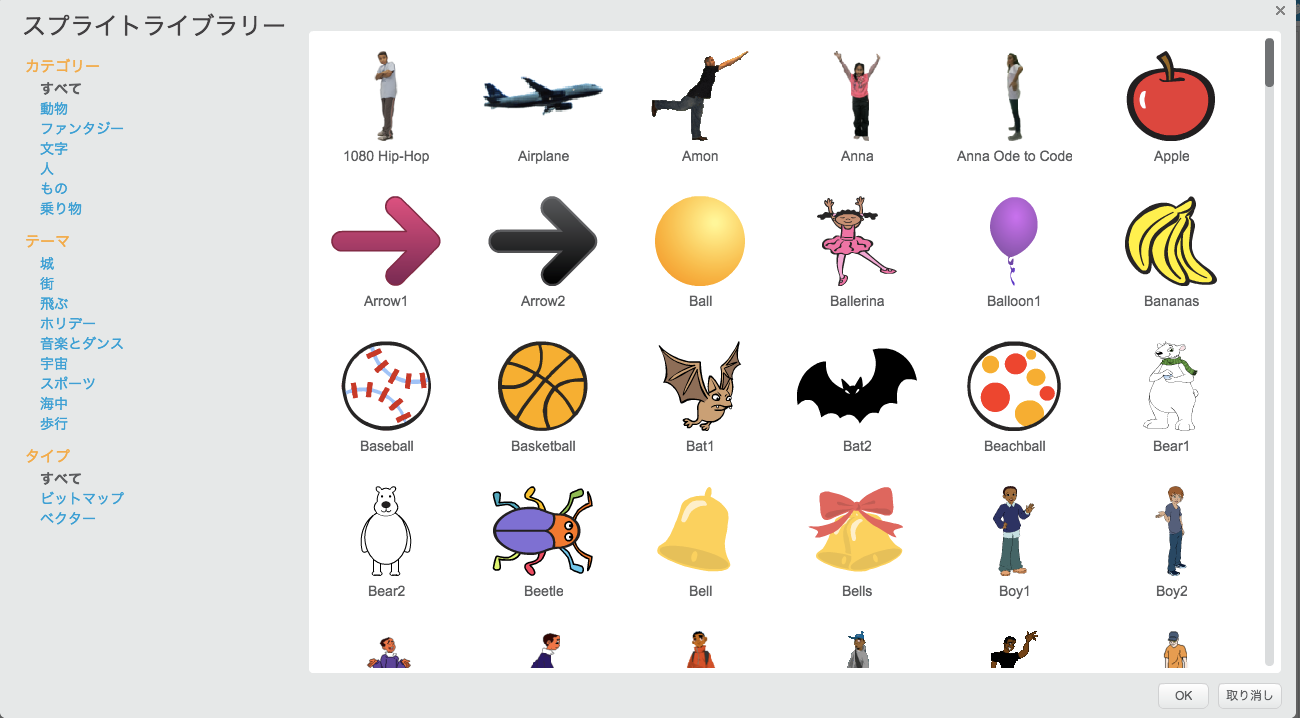 スプライトライブラリー
×
カテゴリー
すべて
動物
ファンタジー
文字
人
もの
乗り物
テーマ
城
街
飛ぶ
ホリデー
音楽とダンス
宇宙
スポーツ
海中
歩行
タイプ
すべて
ビットマップ
ベクター
1080 Hip-Hop
Airplane
Amon
Anna
Anna Ode to Code
Apple
Arrow1
Arrow2
Ball
Ballerina
Balloon1
Bananas
Baseball
Basketball
Bat1
Bat2
Beachball
Bear1
Bear2
Beetle
Bell
Bells
Boy1
Boy2
OK
取り消し